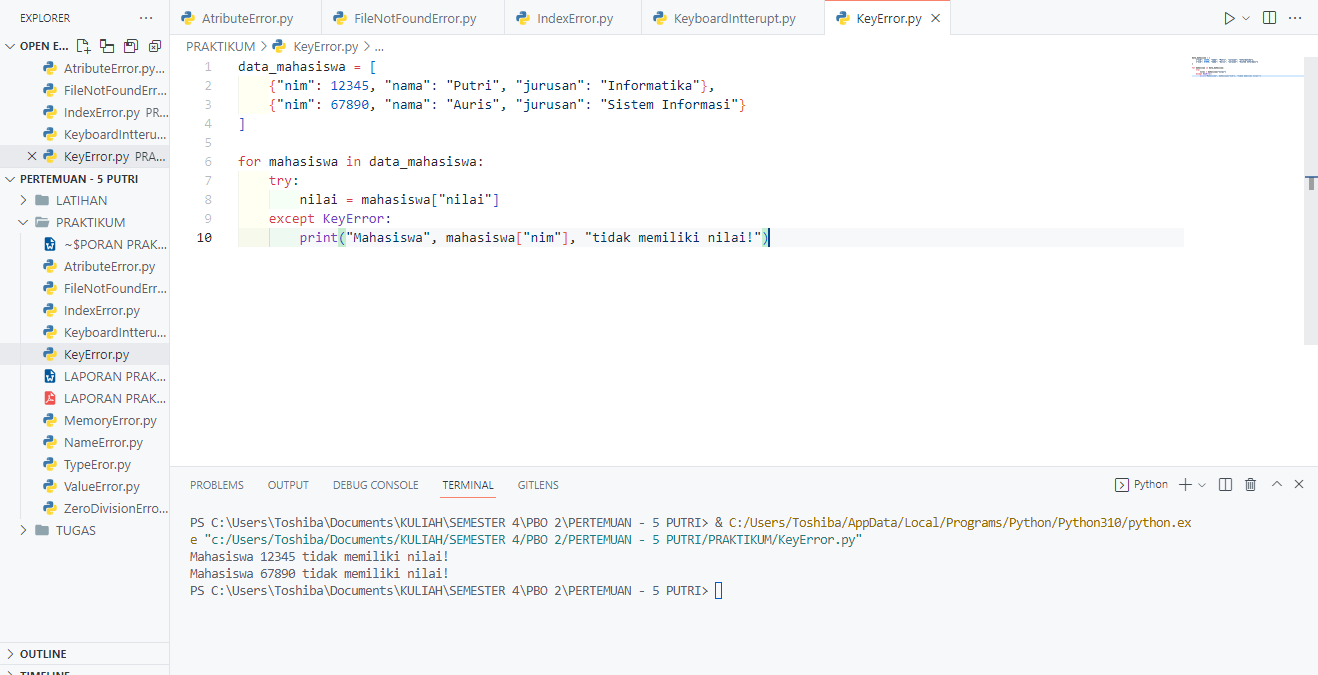 EXPLORER ...
OPEN E...
AtributeError.py...
FileNotFoundErr...
IndexError.py PR...
KeyboardIntteru...
KeyError.py PRA...
PERTEMUAN - 5 PUTRI
LATIHAN
PRAKTIKUM
~$PORAN PRAK...
AtributeError.py
FileNotFoundErr...
IndexError.py
KeyboardIntteru...
KeyError.py
LAPORAN PRAK...
LAPORAN PRAK...
MemoryError.py
NameError.py
TypeEror.py
ValueError.py
ZeroDivisionErro...
TUGAS
OUTLINE
TIMELINE
AtributeError.py FileNotFoundError.py IndexError.py KeyboardIntterupt.py KeyError.py
PRAKTIKUM > KeyError.py > ...
1 data_mahasiswa = [
2 {"nim": 12345, "nama": "Putri", "jurusan": "Informatika"},
3 {"nim": 67890, "nama": "Auris", "jurusan": "Sistem Informasi"}
4 ]
5
6 for mahasiswa in data_mahasiswa:
7 try:
8 nilai = mahasiswa["nilai"]
9 except KeyError:
10 print("Mahasiswa", mahasiswa["nim"], "tidak memiliki nilai!")
PROBLEMS OUTPUT DEBUG CONSOLE TERMINAL GITLENS Python
PS C:\Users\Toshiba\Documents\KULIAH\SEMESTER 4\PBO 2\PERTEMUAN - 5 PUTRI> & C:/Users/Toshiba/AppData/Local/Programs/Python/Python310/python.ex
e "c:/Users/Toshiba/Documents/KULIAH/SEMESTER 4/PBO 2/PERTEMUAN - 5 PUTRI/PRAKTIKUM/KeyError.py"
Mahasiswa 12345 tidak memiliki nilai!
Mahasiswa 67890 tidak memiliki nilai!
PS C:\Users\Toshiba\Documents\KULIAH\SEMESTER 4\PBO 2\PERTEMUAN - 5 PUTRI>